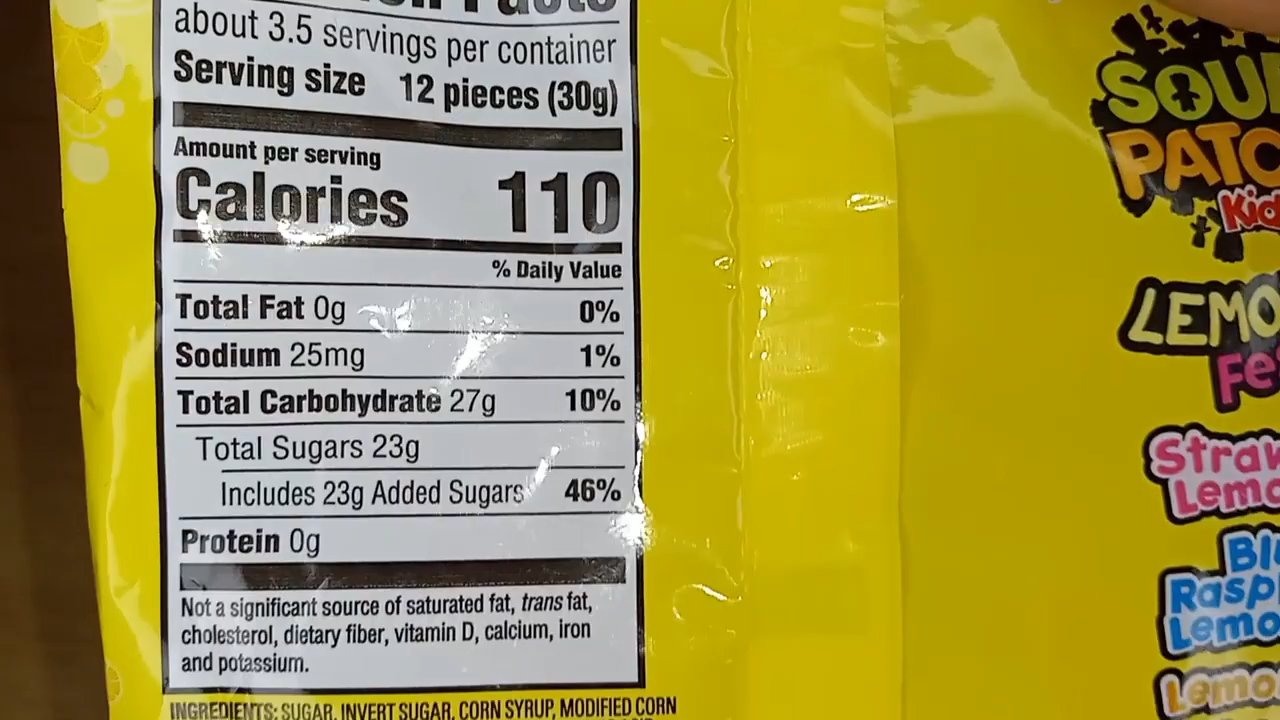 about 3.5 servings per container
Serving size 12 pieces (30g)
Amount per serving
Calories 110
% Daily Value
Total Fat 0g 0%
Sodium 25mg 1%
Total Carbohydrate 27g 10%
Total Sugars 23g
Includes 23g Added Sugars 46%
Protein 0g
Not a significant source of saturated fat, trans fat,
cholesterol, dietary fiber, vitamin D, calcium, iron
and potassium.
INGREDIENTS: SUGAR, INVERT SUGAR, CORN SYRUP, MODIFIED CORN